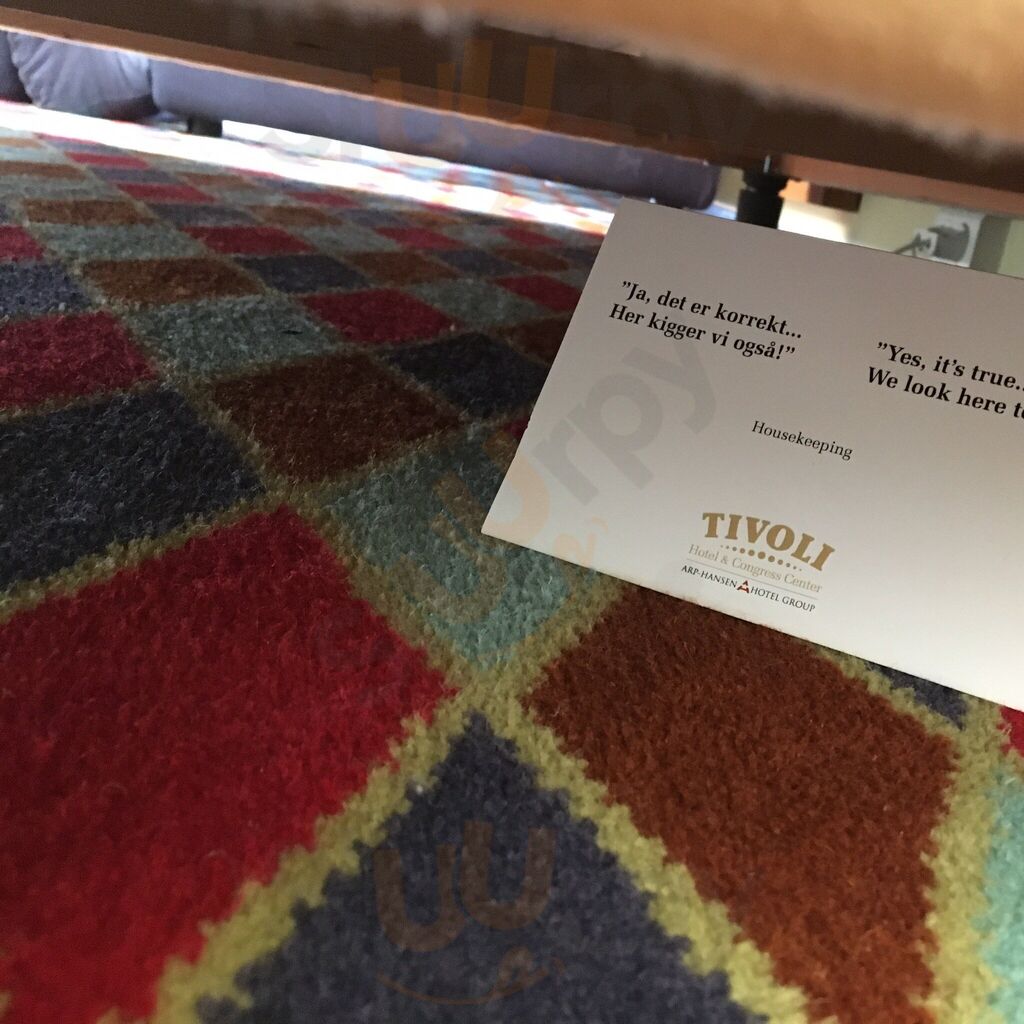 "Ja, det er korrekt...
Her kigger vi også!"
"Yes, it's true..
We look here
Housekeeping
TIVOLI
Hotel & Congress Center
ARP-HANSEN HOTEL GROUP